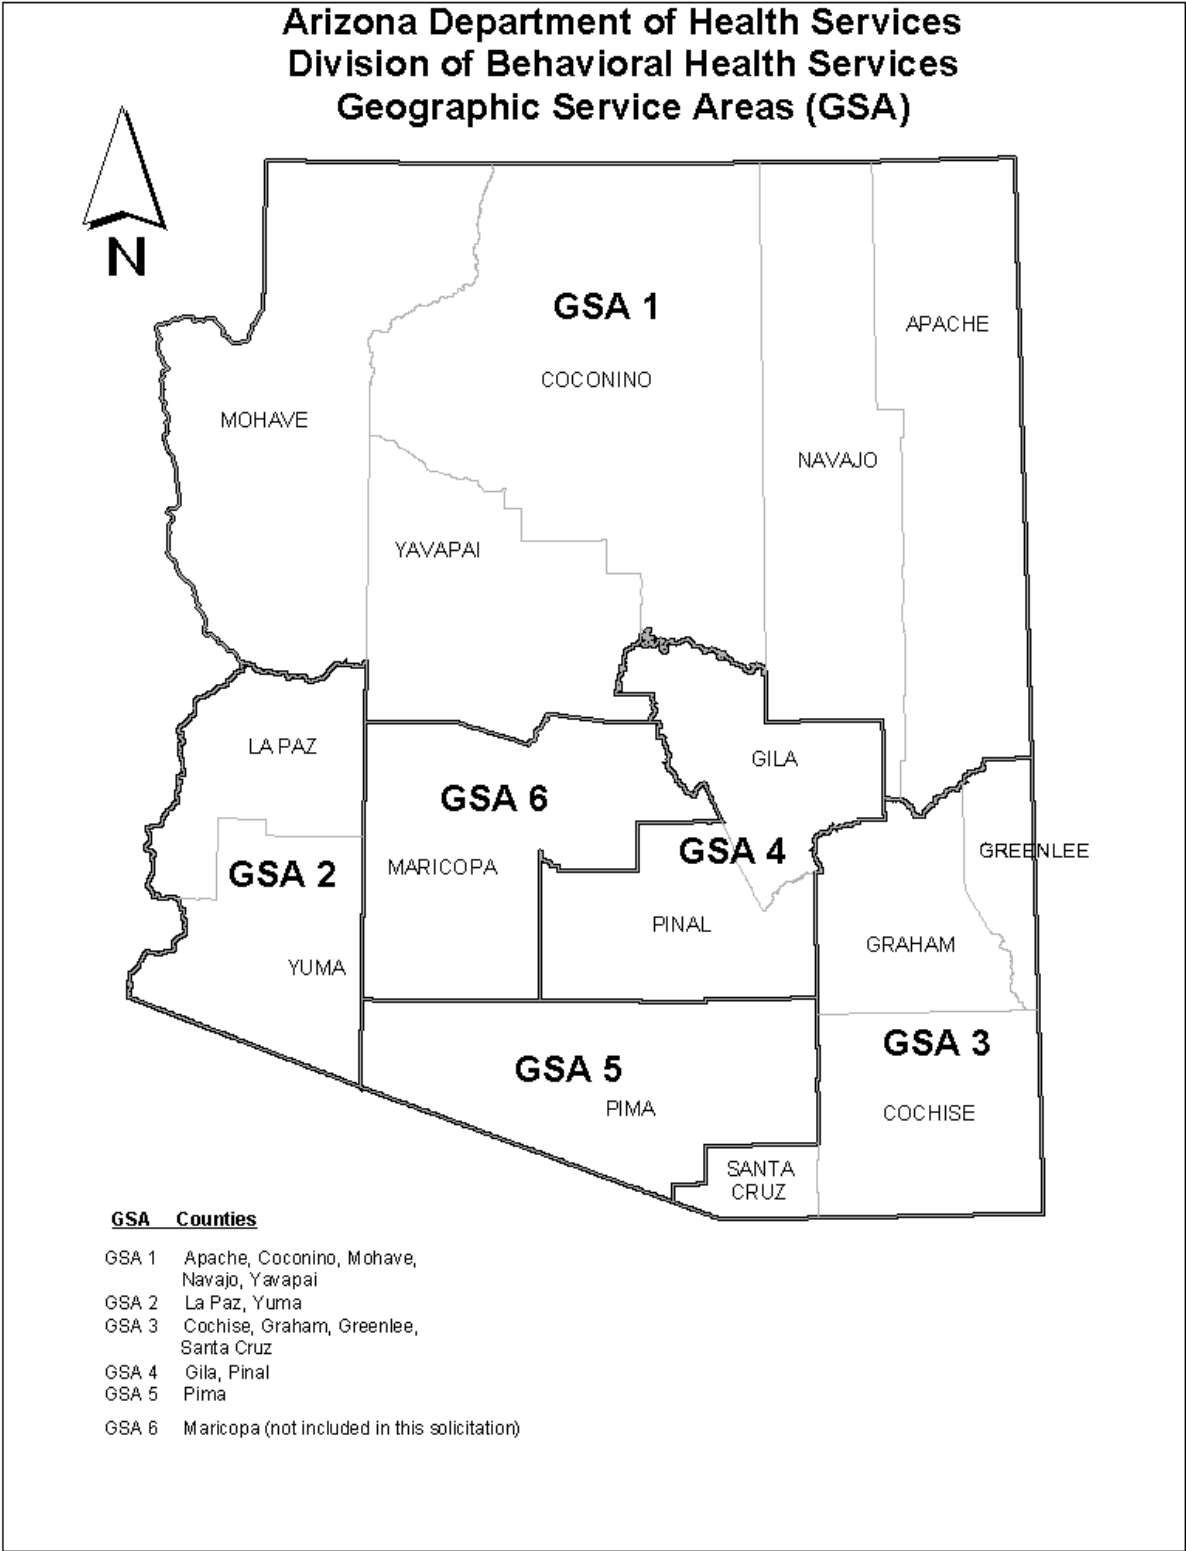 Arizona Department of Health Services
Division of Behavioral Health Services
Geographic Service Areas (GSA)
N
GSA 1
APACHE
COCONINO
MOHAVE
NAVAJO
YAVAPAI
LA PAZ
GILA
GSA 6
GSA 4
GREENLEE
MARICOPA
GSA 2
PINAL
GRAHAM
YUMA
GSA 3
GSA 5
PIMA
COCHISE
SANTA
CRUZ
GSA Counties
GSA 1 Apache, Coconino, Mohave,
Navajo, Yavapai
GSA 2 La Paz, Yuma
GSA 3 Cochise, Graham, Greenlee,
Santa Cruz
GSA 4 Gila, Pinal
GSA 5 Pima
GSA 6 Maricopa (not included in this solicitation)